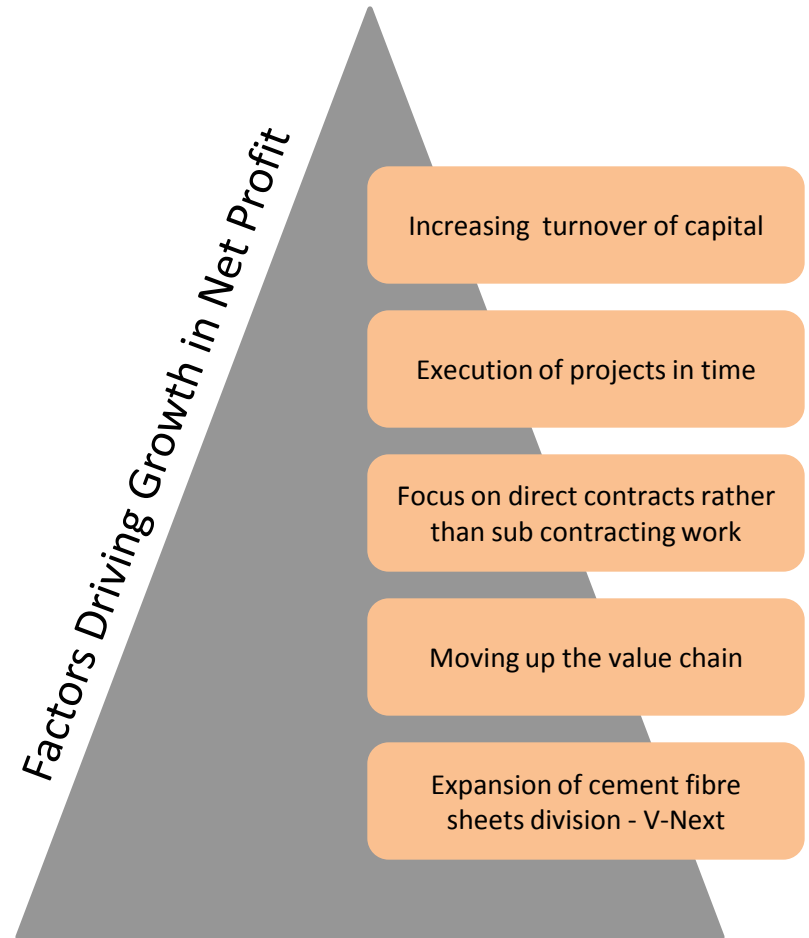 Factors Driving Growth in Net Profit
Increasing turnover of capital
Execution of projects in time
Focus on direct contracts rather
than sub contracting work
Moving up the value chain
Expansion of cement fibre
sheets division - V-Next